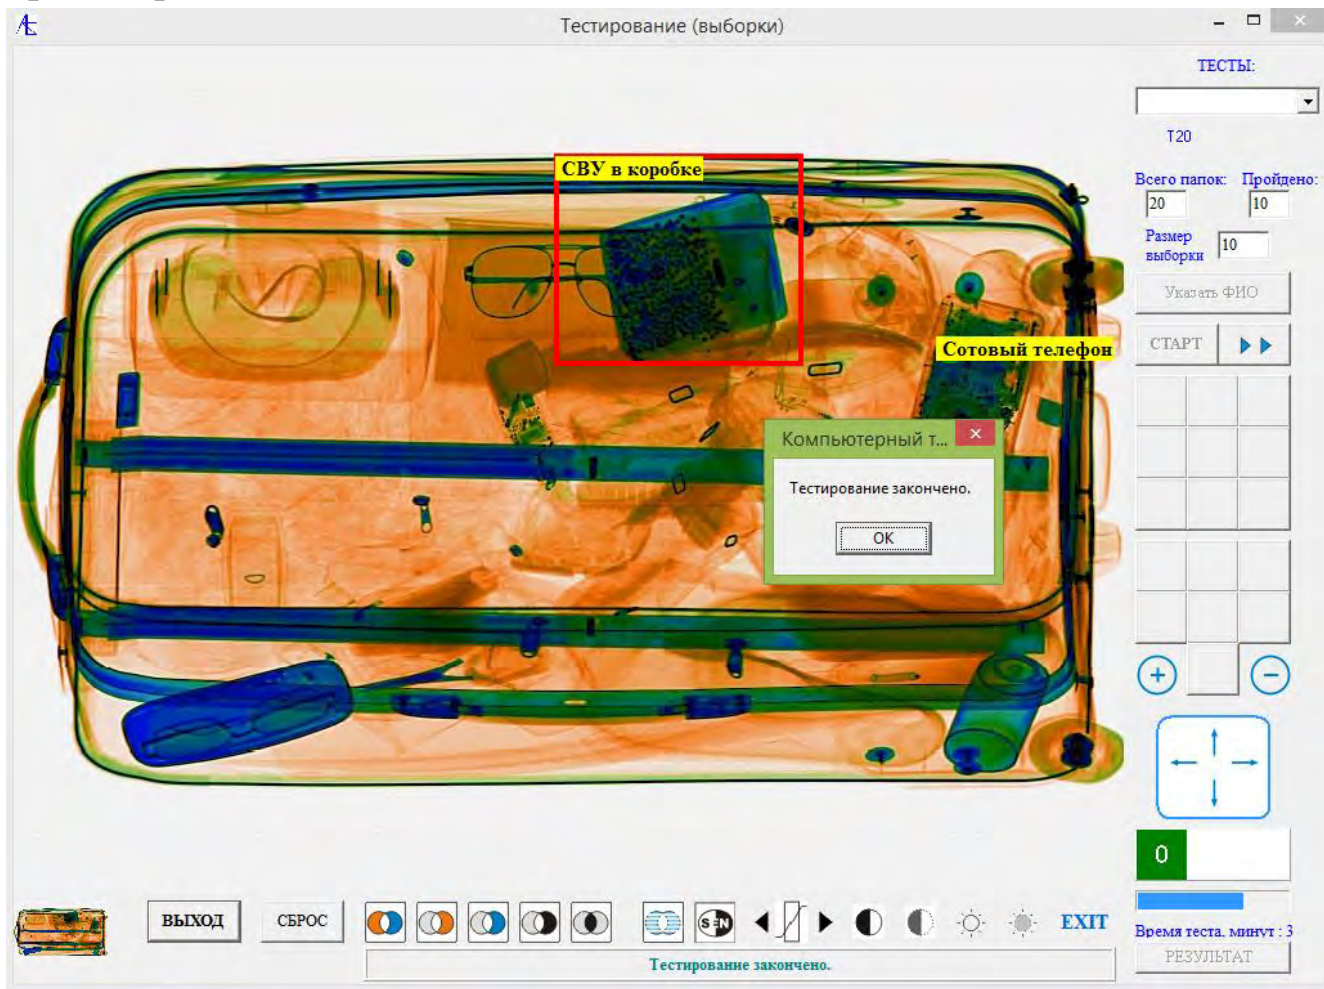 Тестирование (выборки)
ТЕСТЫ:
T20
Всего папок: Пройдено:
20 10
Размер
выборки
10
Указать ФИО
СТАРТ
СВУ в коробке
Сотовый телефон
Компьютерный т...
Тестирование закончено.
OK
0
ВЫХОД
СБРОС
SEN
EXIT
Время теста, минут : 3
РЕЗУЛЬТАТ
Тестирование закончено.